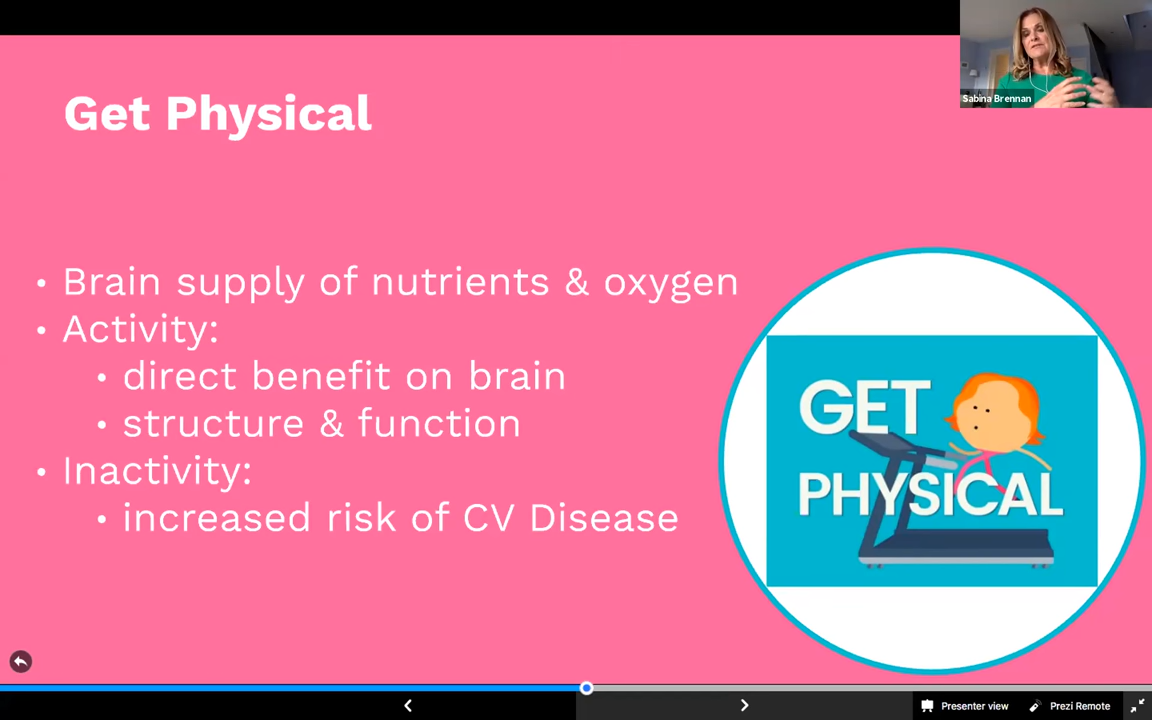 Sabina Brennan
Get Physical
• Brain supply of nutrients & oxygen
• Activity:
• direct benefit on brain
• structure & function
• Inactivity:
• increased risk of CV Disease
GET
PHYSICAL
Presenter view
Prezi Remote